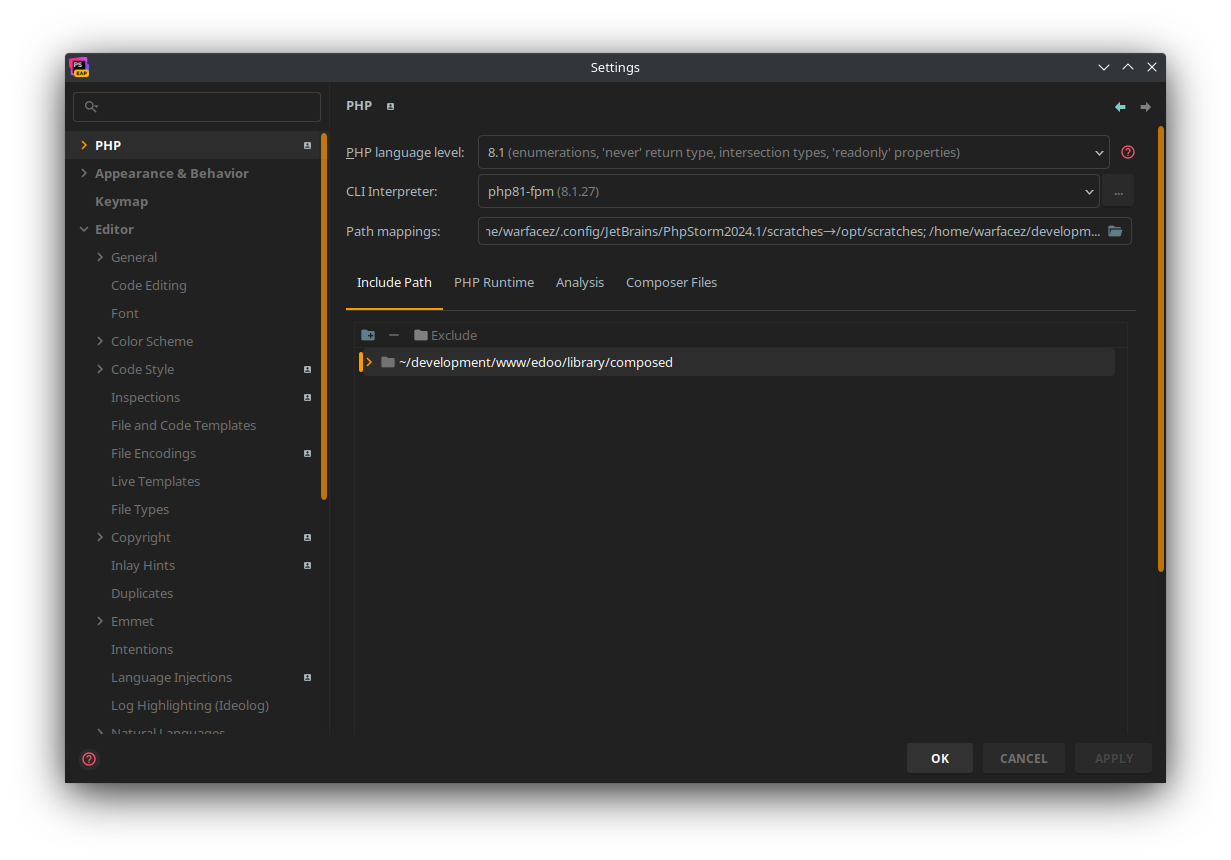 PS
EAP
Settings
PHP
PHP
Appearance & Behavior
Keymap
Editor
General
Code Editing
Font
Color Scheme
Code Style
Inspections
File and Code Templates
File Encodings
Live Templates
File Types
Copyright
Inlay Hints
Duplicates
Emmet
Intentions
Language Injections
Log Highlighting (Ideolog)
Natural Languages
PHP language level: 8.1 (enumerations, 'never' return type, intersection types, 'readonly' properties)
CLI Interpreter: php81-fpm (8.1.27) ...
Path mappings: ne/warfacez/.config/JetBrains/PhpStorm2024.1/scratches→/opt/scratches; /home/warfacez/developm...
Include Path PHP Runtime Analysis Composer Files
Exclude
~/development/www/edoo/library/composed
OK CANCEL APPLY